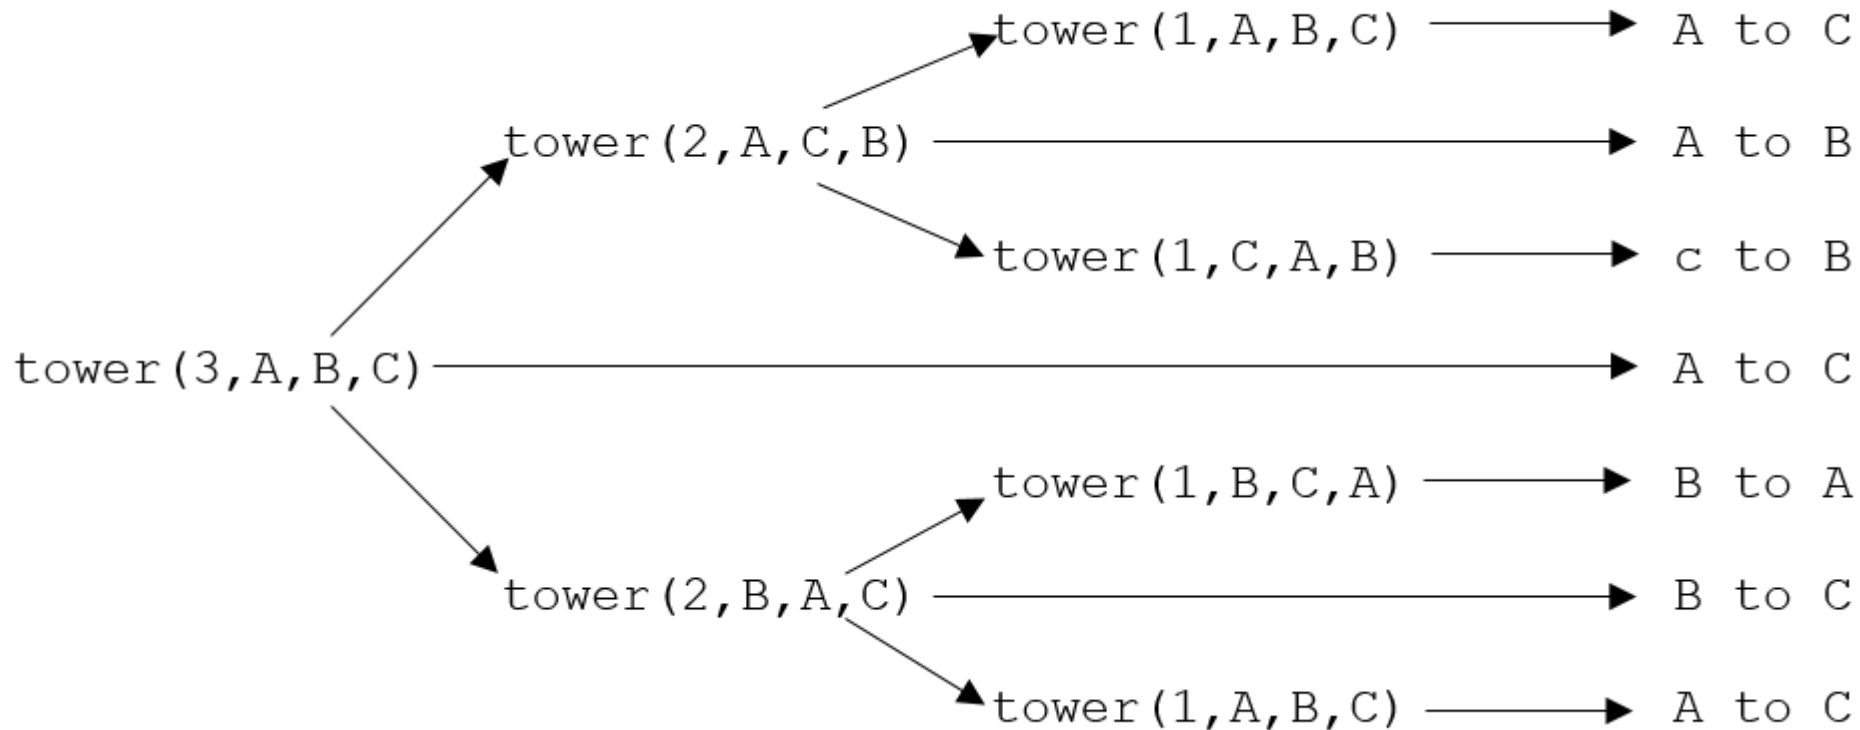 tower(1,A,B,C) A to C
tower(2,A,C,B) A to B
tower(1,C,A,B) c to B
tower(3,A,B,C) A to C
tower(1,B,C,A) B to A
tower(2,B,A,C) B to C
tower(1,A,B,C) A to C